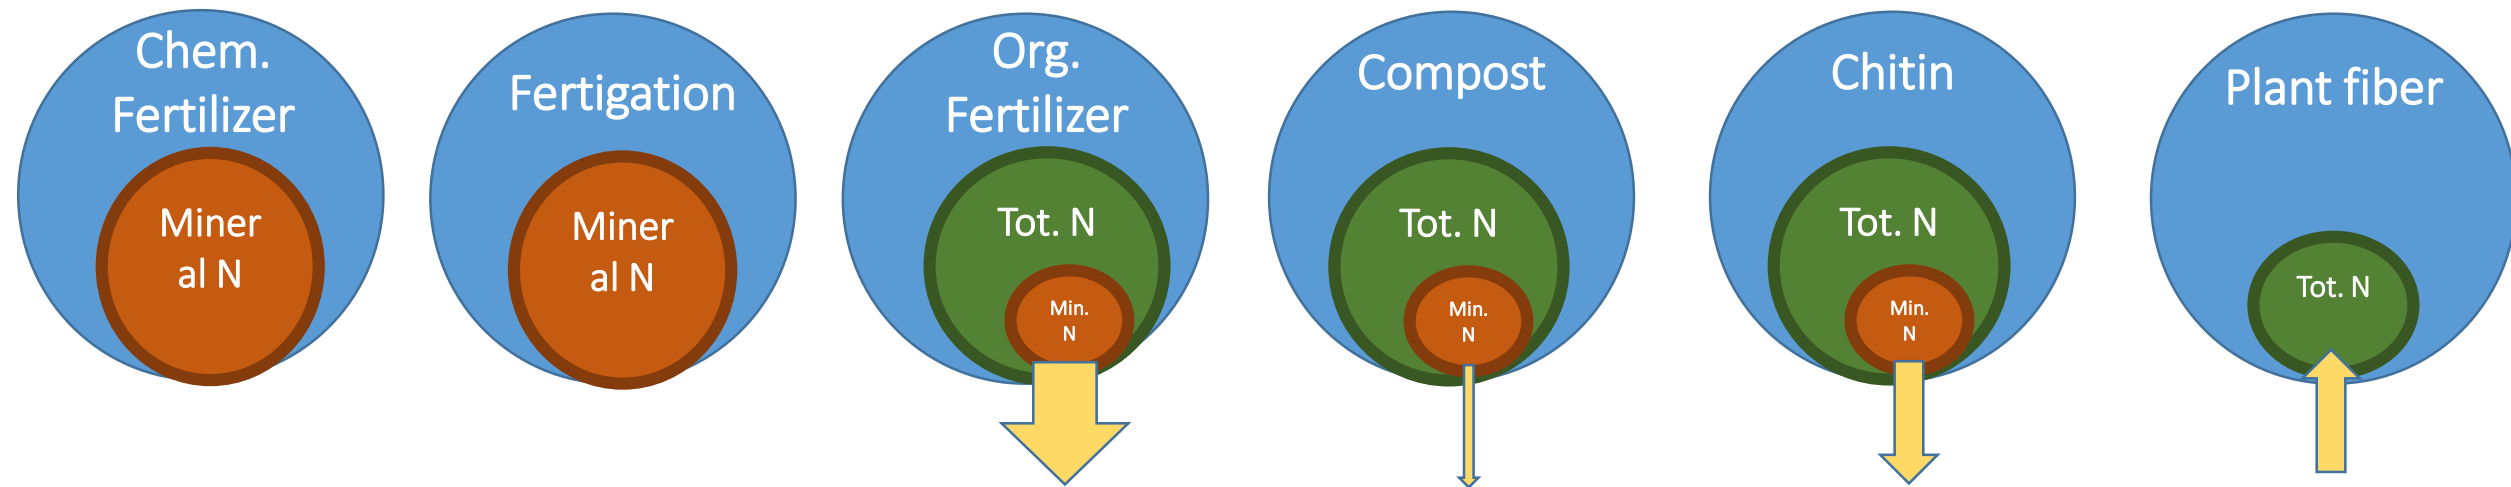 Chem.
Fertilizer
Miner
al N
Fertigation
Miner
al N
Org.
Fertilizer
Tot. N
Min.
N
Compost
Tot. N
Min.
N
Chitin
Tot. N
Min.
N
Plant fiber
Tot. N